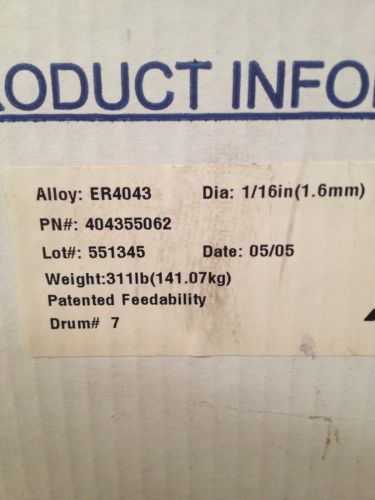 RODUCT INFO
Alloy: ER4043 Dia: 1/16in(1.6mm)
PN#: 404355062
Lot#: 551345 Date: 05/05
Weight:311lb(141.07kg)
Patented Feedability
Drum# 7